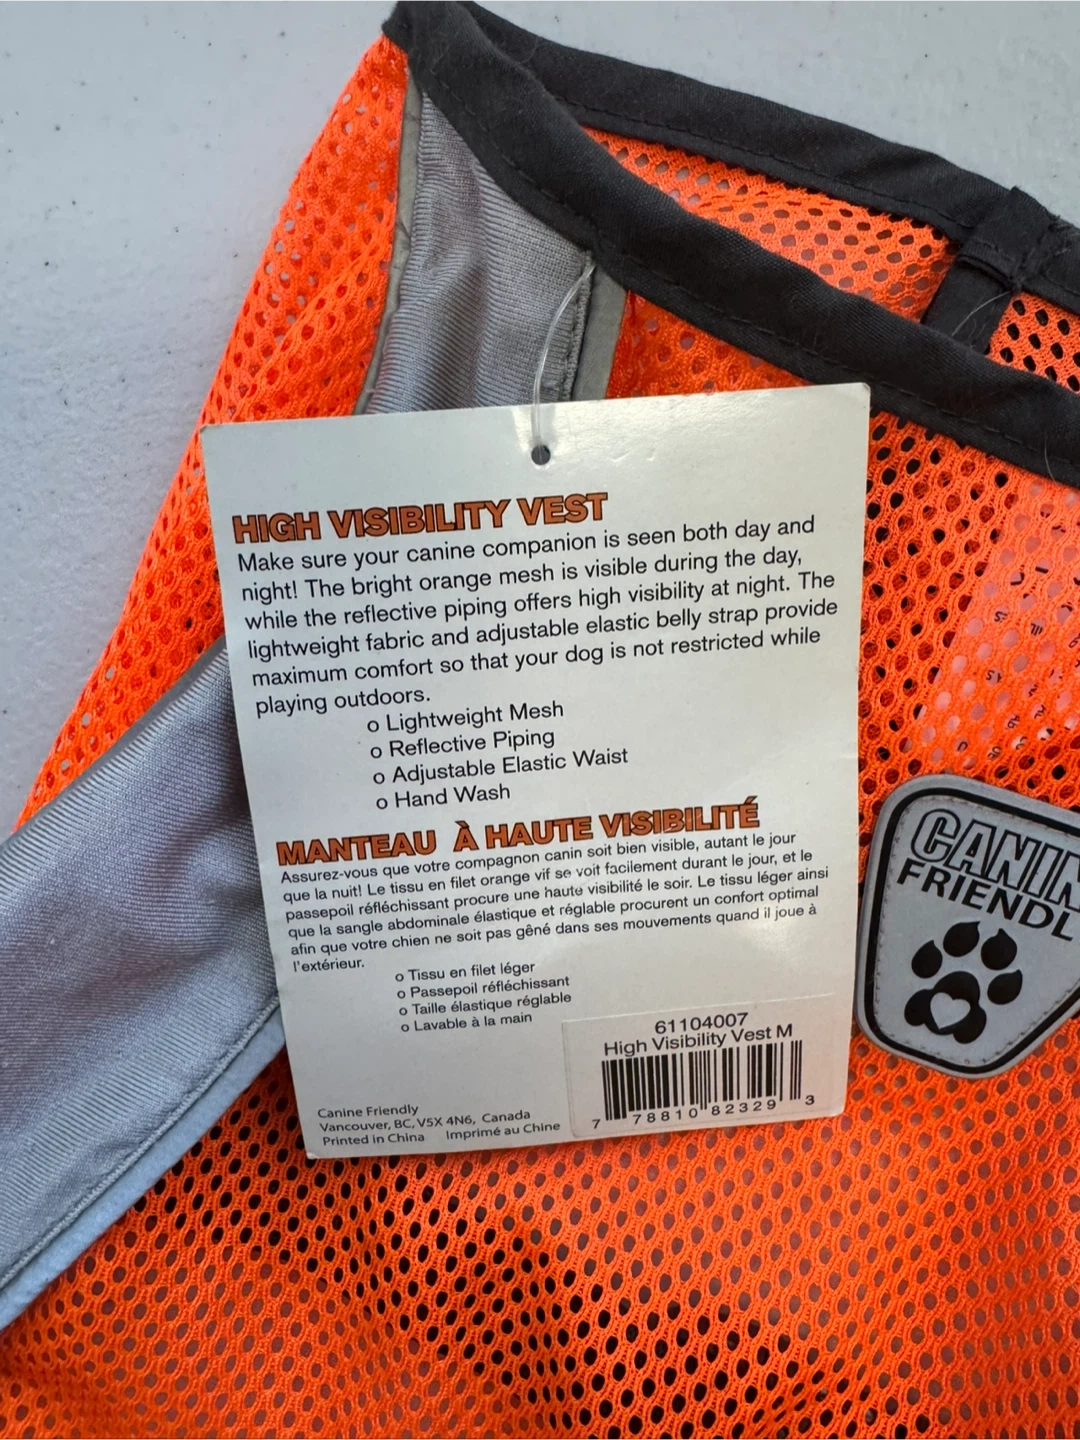 HIGH VISIBILITY VEST
Make sure your canine companion is seen both day and
night! The bright orange mesh is visible during the day,
while the reflective piping offers high visibility at night. The
lightweight fabric and adjustable elastic belly strap provide
maximum comfort so that your dog is not restricted while
playing outdoors.
o Lightweight Mesh
o Reflective Piping
o Adjustable Elastic Waist
o Hand Wash
MANTEAU À HAUTE VISIBILITÉ
Assurez-vous que votre compagnon canin soit bien visible, autant le jour
que la nuit! Le tissu en filet orange vif se voit facilement durant le jour, et le
passepoil réfléchissant procure une haute visibilité le soir. Le tissu léger ainsi
que la sangle abdominale élastique et réglable procurent un confort optimal
afin que votre chien ne soit pas gêné dans ses mouvements quand il joue à
l'extérieur.
o Tissu en filet léger
o Passepoil réfléchissant
o Taille élastique réglable
o Lavable à la main
61104007
High Visibility Vest M
7 78810 82329 3
Canine Friendly
Vancouver, BC, V5X 4N6, Canada
Printed in China Imprimé au Chine
CANIN
FRIENDL